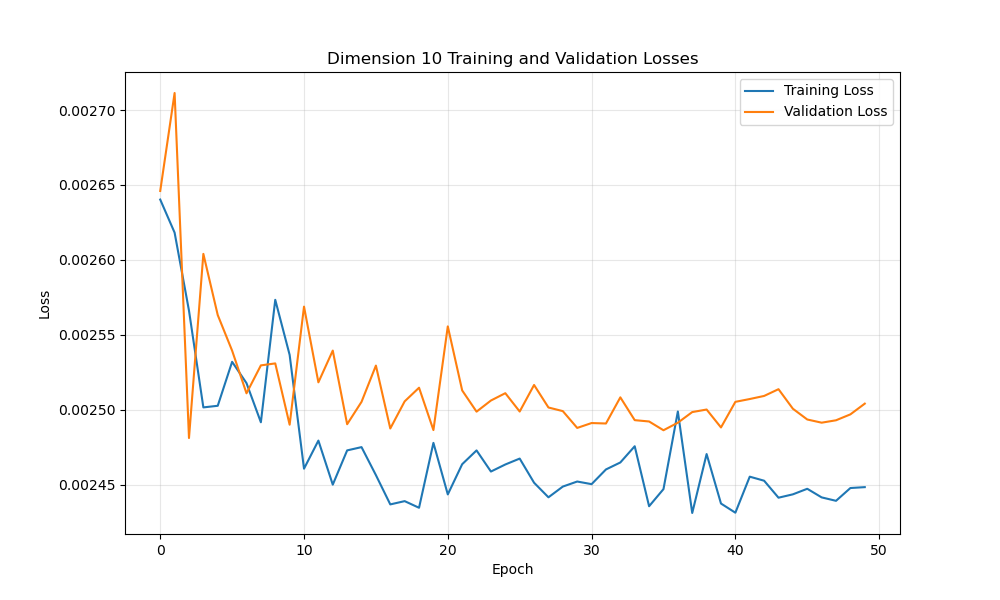 Dimension 10 Training and Validation Losses
Training Loss
Validation Loss
0.00270
0.00265
0.00260
0.00255
0.00250
0.00245
Loss
0 10 20 30 40 50
Epoch